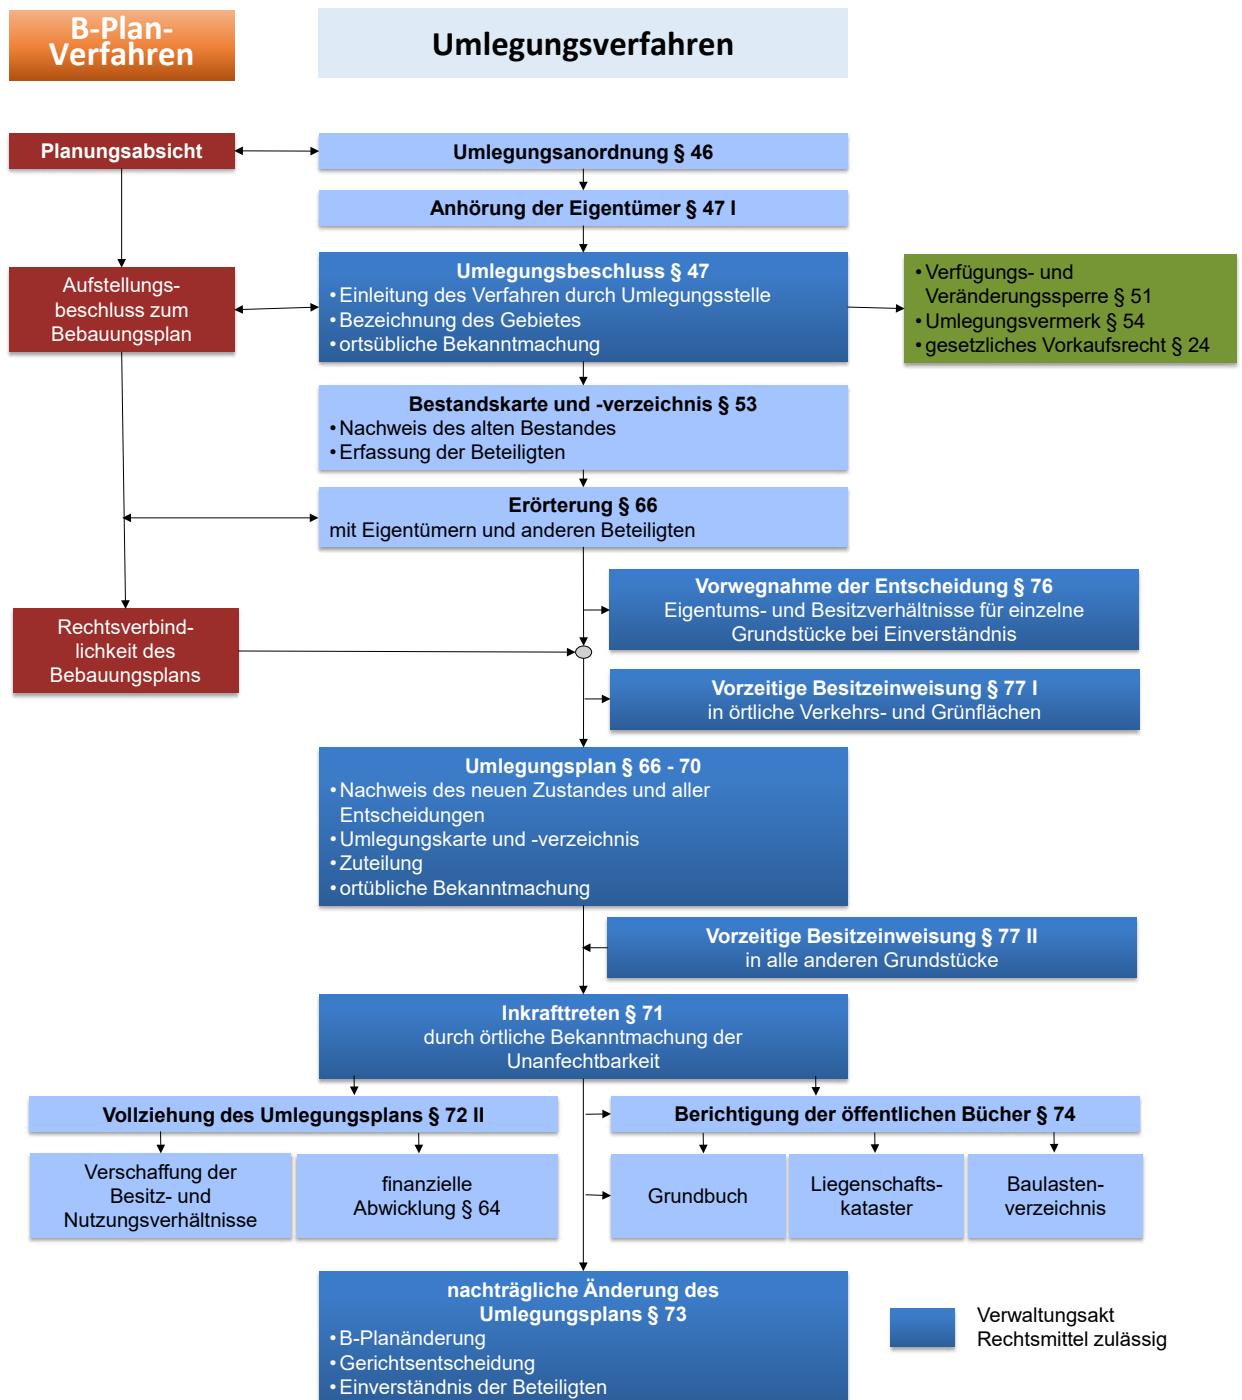 B-Plan-
Verfahren
Umlegungsverfahren
Planungsabsicht
Umlegungsanordnung § 46
Anhörung der Eigentümer § 47 I
Aufstellungs-
beschluss zum
Bebauungsplan
Umlegungsbeschluss § 47
• Einleitung des Verfahren durch Umlegungsstelle
• Bezeichnung des Gebietes
• ortsübliche Bekanntmachung
• Verfügungs- und
Veränderungssperre § 51
• Umlegungsvermerk § 54
• gesetzliches Vorkaufsrecht § 24
Bestandskarte und -verzeichnis § 53
• Nachweis des alten Bestandes
• Erfassung der Beteiligten
Erörterung § 66
mit Eigentümern und anderen Beteiligten
Vorwegnahme der Entscheidung § 76
Eigentums- und Besitzverhältnisse für einzelne
Grundstücke bei Einverständnis
Rechtsverbind-
lichkeit des
Bebauungsplans
Vorzeitige Besitzeinweisung § 77 I
in örtliche Verkehrs- und Grünflächen
Umlegungsplan § 66 - 70
• Nachweis des neuen Zustandes und aller
Entscheidungen
• Umlegungskarte und -verzeichnis
• Zuteilung
• ortübliche Bekanntmachung
Vorzeitige Besitzeinweisung § 77 II
in alle anderen Grundstücke
Inkrafttreten § 71
durch örtliche Bekanntmachung der
Unanfechtbarkeit
Vollziehung des Umlegungsplans § 72 II
Berichtigung der öffentlichen Bücher § 74
Verschaffung der
Besitz- und
Nutzungsverhältnisse
finanzielle
Abwicklung § 64
Grundbuch
Liegenschafts-
kataster
Baulasten-
verzeichnis
nachträgliche Änderung des
Umlegungsplans § 73
• B-Planänderung
• Gerichtsentscheidung
• Einverständnis der Beteiligten
Verwaltungsakt
Rechtsmittel zulässig